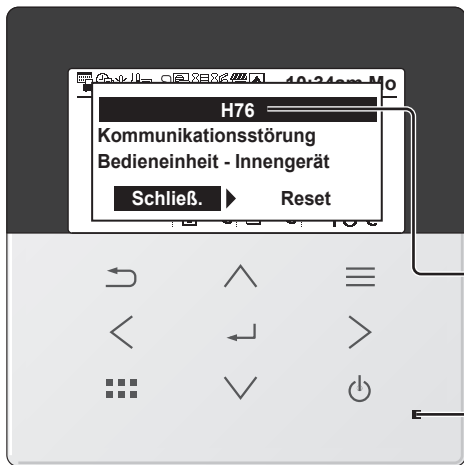 10:34am Mo
H76
Kommunikationsstörung
Bedieneinheit - Innengerät
Schließ. Reset